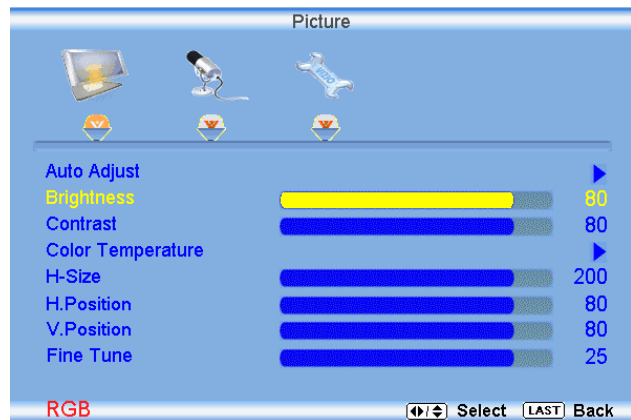 Picture
Auto Adjust
Brightness 80
Contrast 80
Color Temperature
H-Size 200
H.Position 80
V.Position 80
Fine Tune 25
RGB Select LAST Back